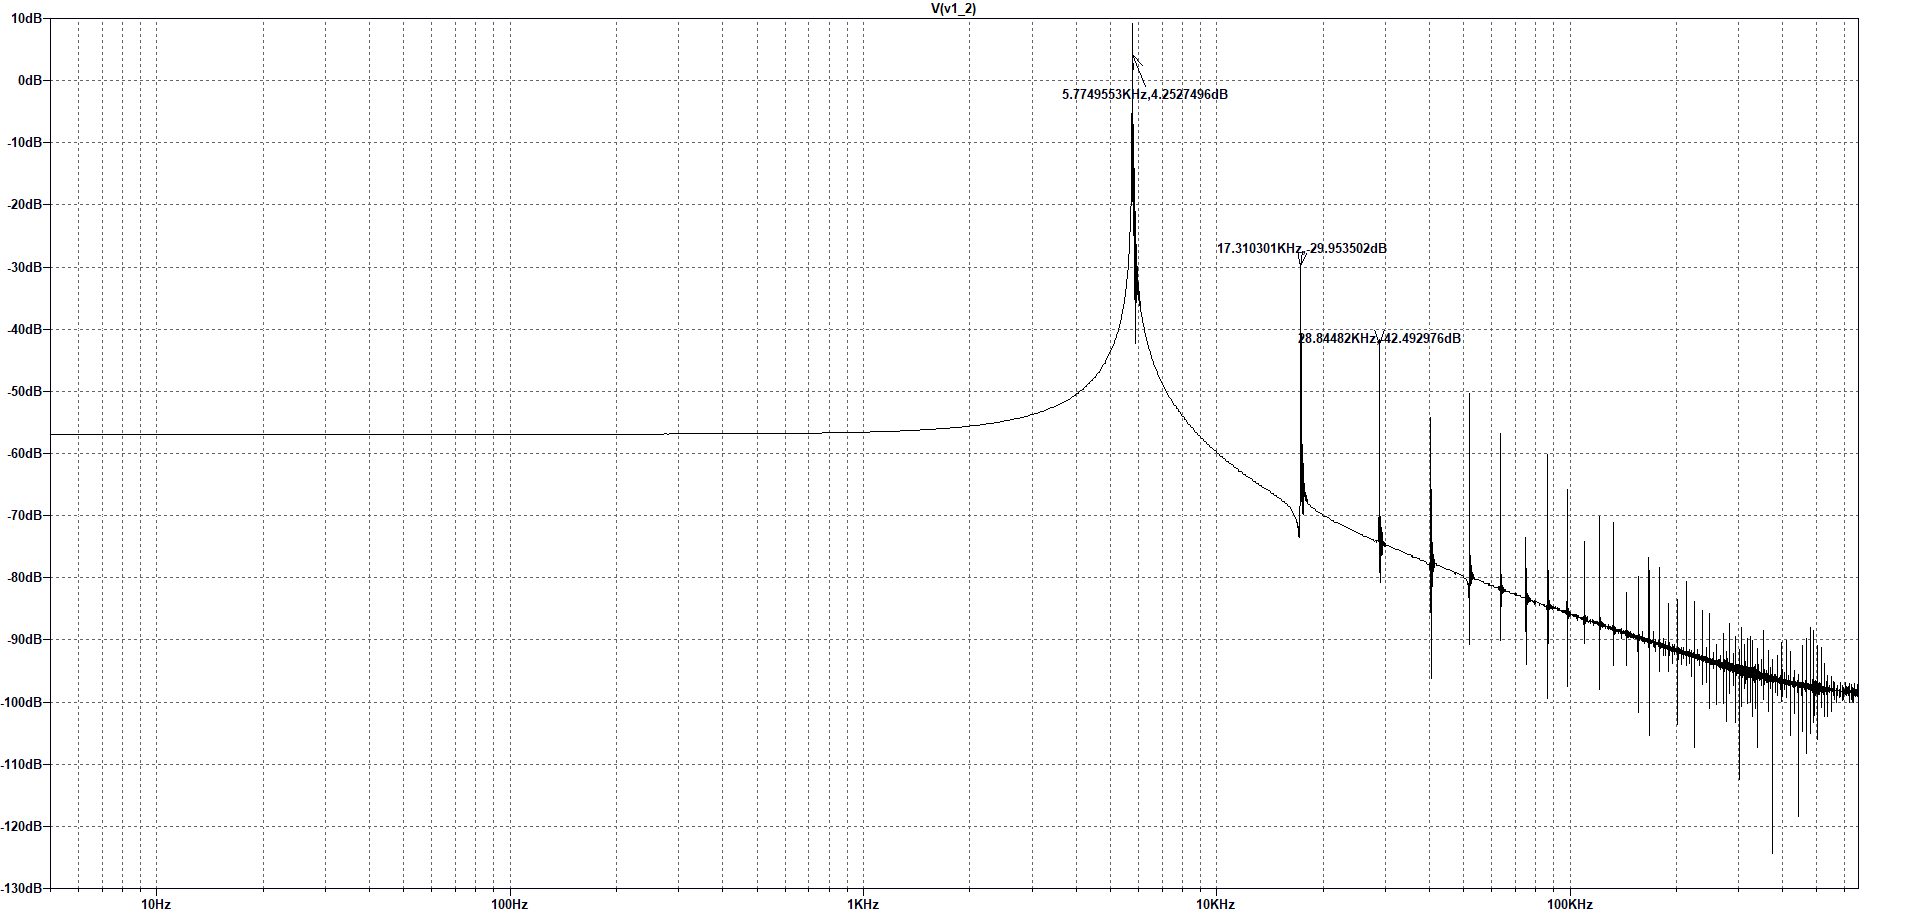 V(v1_2)
10dB
0dB
-10dB
-20dB
-30dB
-40dB
-50dB
-60dB
-70dB
-80dB
-90dB
-100dB
-110dB
-120dB
-130dB
5.7749553KHz,4.2527496dB
17.310301KHz,-29.953502dB
28.84482KHz,-42.492976dB
10Hz
100Hz
1KHz
10KHz
100KHz